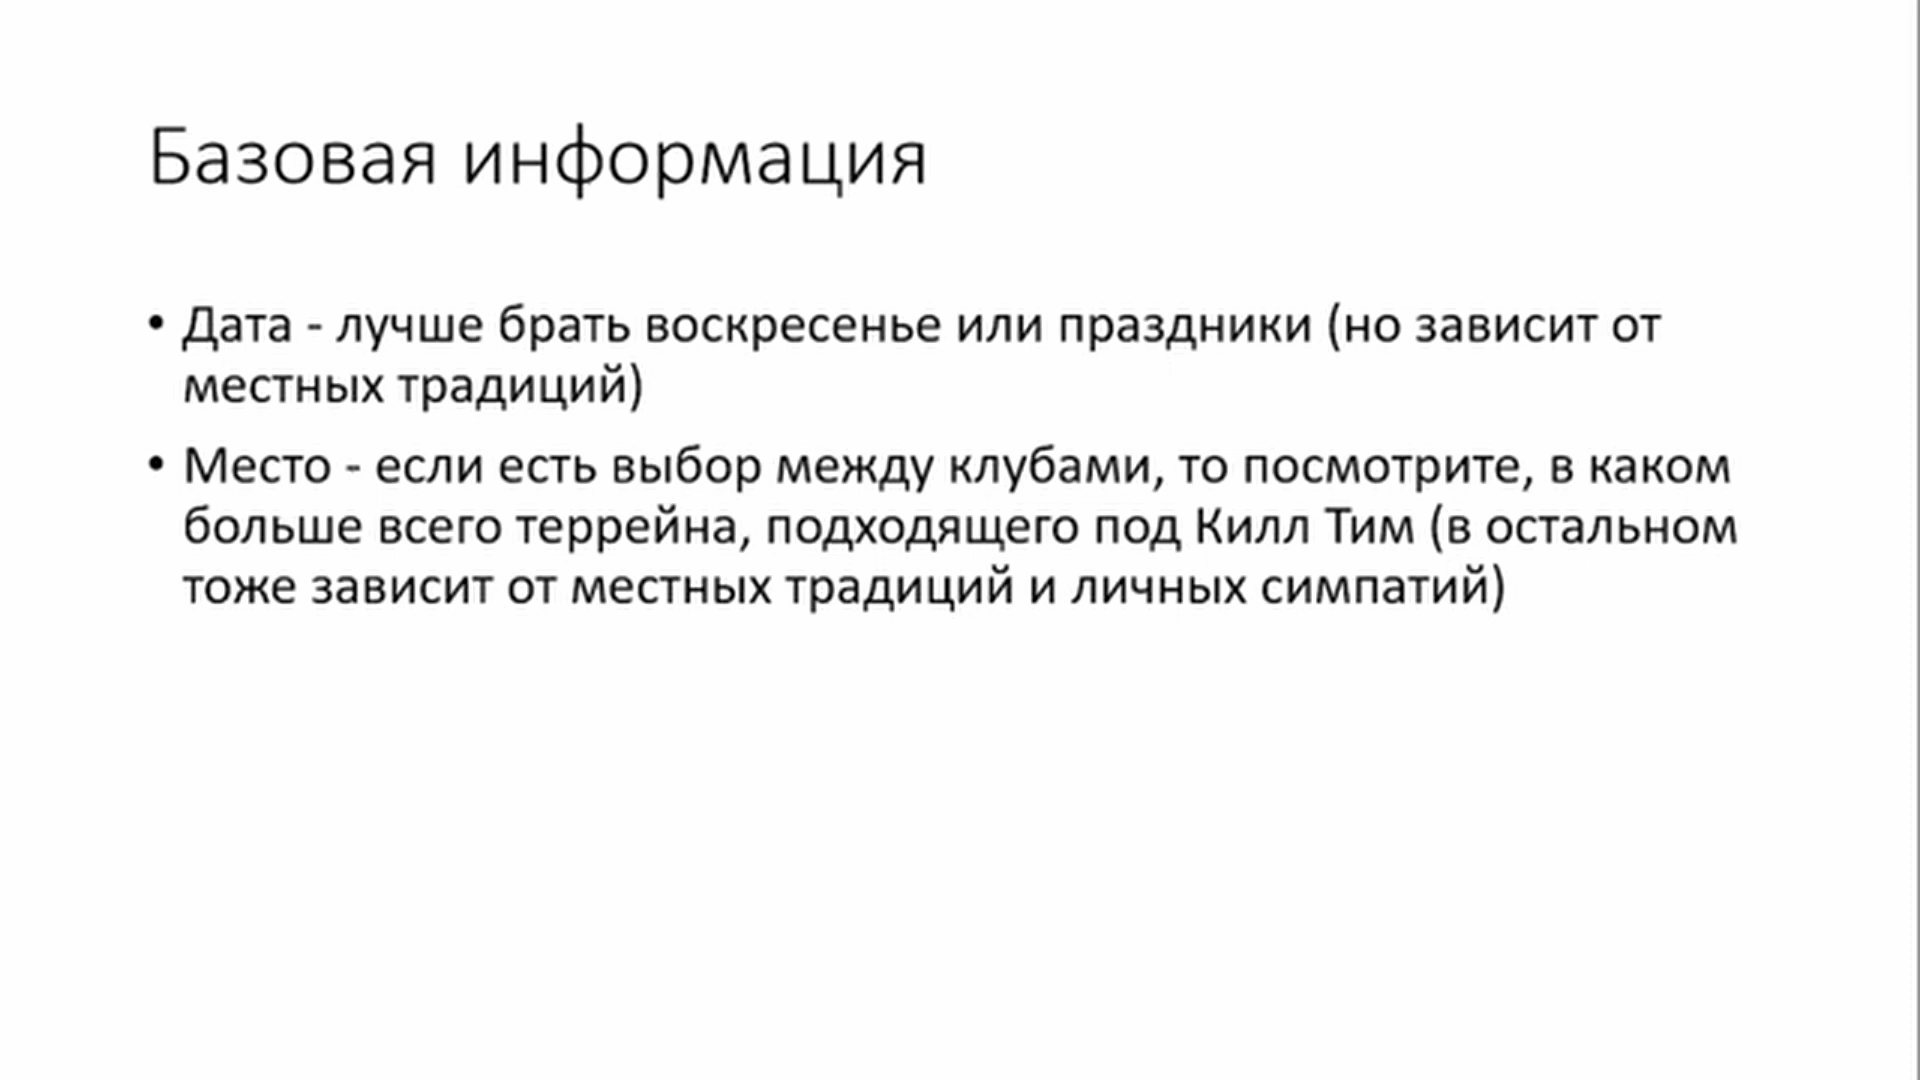 Базовая информация
• Дата - лучше брать воскресенье или праздники (но зависит от
местных традиций)
• Место - если есть выбор между клубами, то посмотрите, в каком
больше всего террейна, подходящего под Килл Тим (в остальном
тоже зависит от местных традиций и личных симпатий)